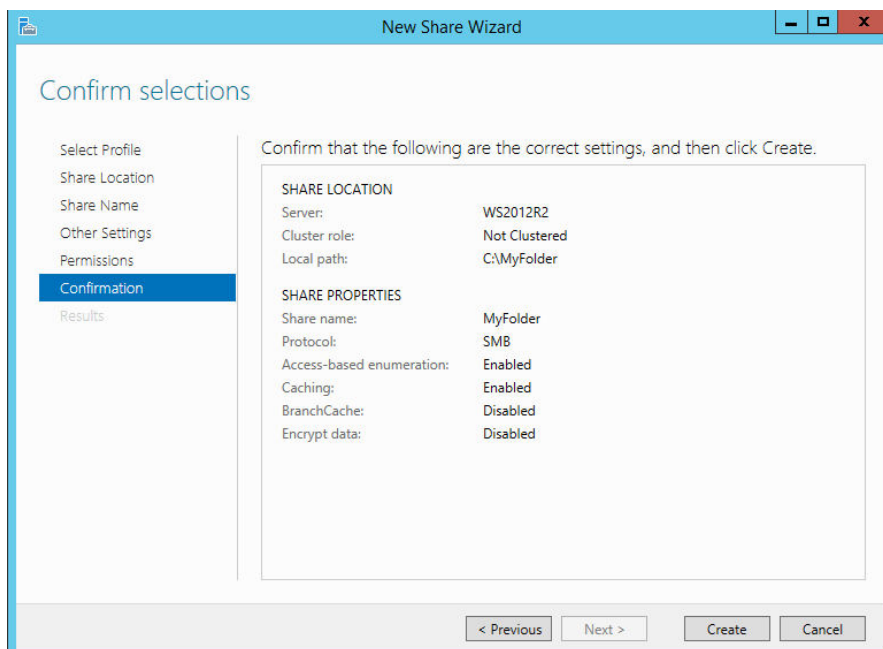 New Share Wizard
Confirm selections
Select Profile
Share Location
Share Name
Other Settings
Permissions
Confirmation
Results
Confirm that the following are the correct settings, and then click Create.
SHARE LOCATION
Server: WS2012R2
Cluster role: Not Clustered
Local path: C:\MyFolder
SHARE PROPERTIES
Share name: MyFolder
Protocol: SMB
Access-based enumeration: Enabled
Caching: Enabled
BranchCache: Disabled
Encrypt data: Disabled
< Previous Next > Create Cancel